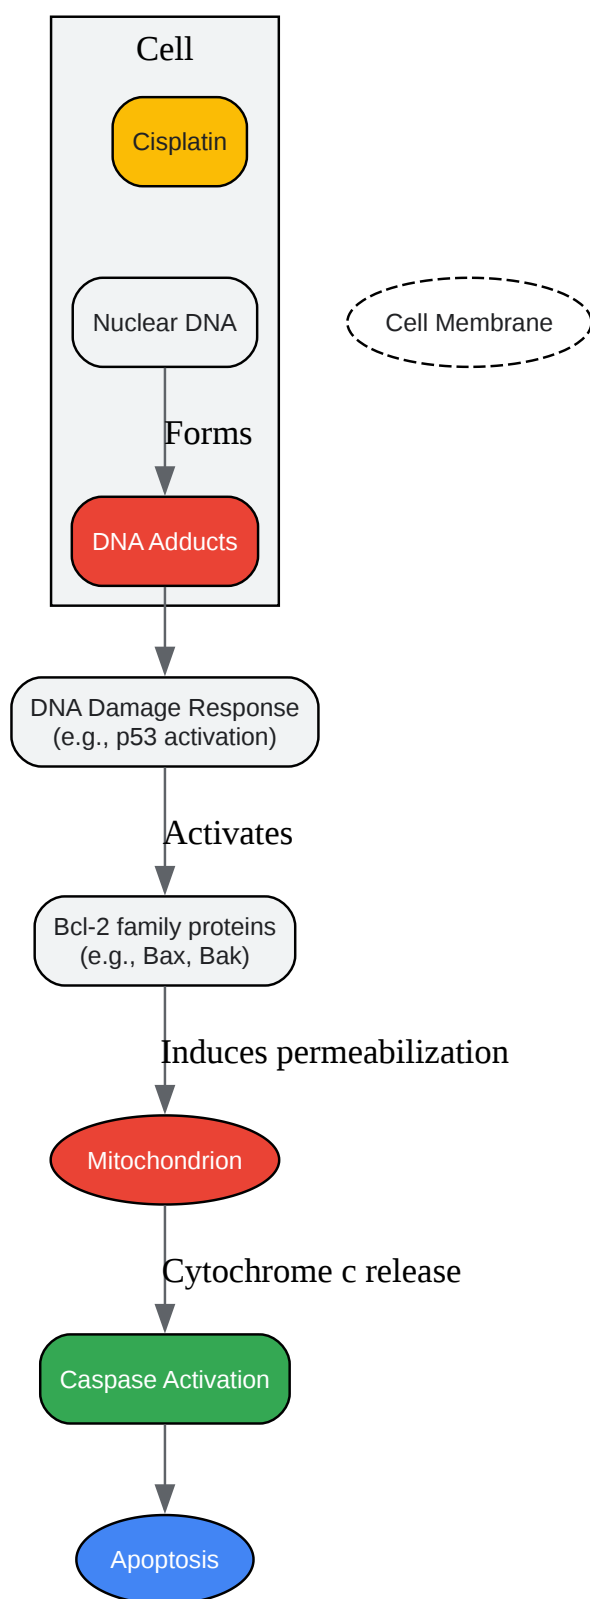 Cell
Cisplatin
Nuclear DNA
Cell Membrane
Forms
DNA Adducts
DNA Damage Response
(e.g., p53 activation)
Activates
Bcl-2 family proteins
(e.g., Bax, Bak)
Induces permeabilization
Mitochondrion
Cytochrome c release
Caspase Activation
Apoptosis